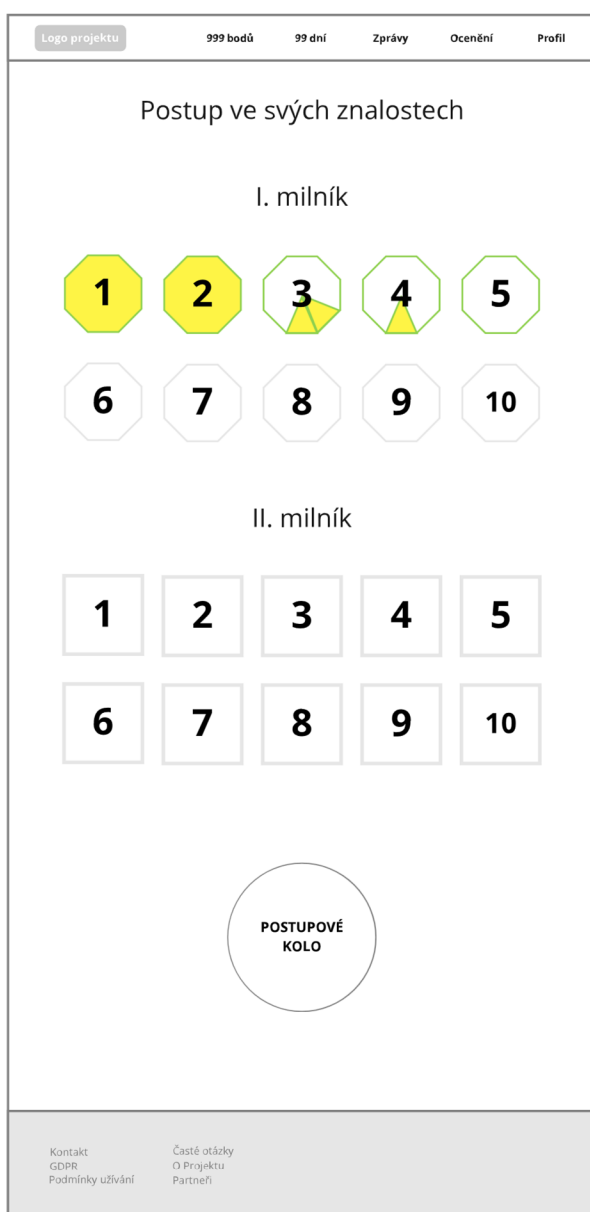 Logo projektu 999 bodů 99 dní Zprávy Ocenění Profil
Postup ve svých znalostech
I. milník
1 2 3 4 5
6 7 8 9 10
II. milník
1 2 3 4 5
6 7 8 9 10
POSTUPOVÉ
KOLO
Kontakt Časté otázky
GDPR O Projektu
Podmínky užívání Partneři